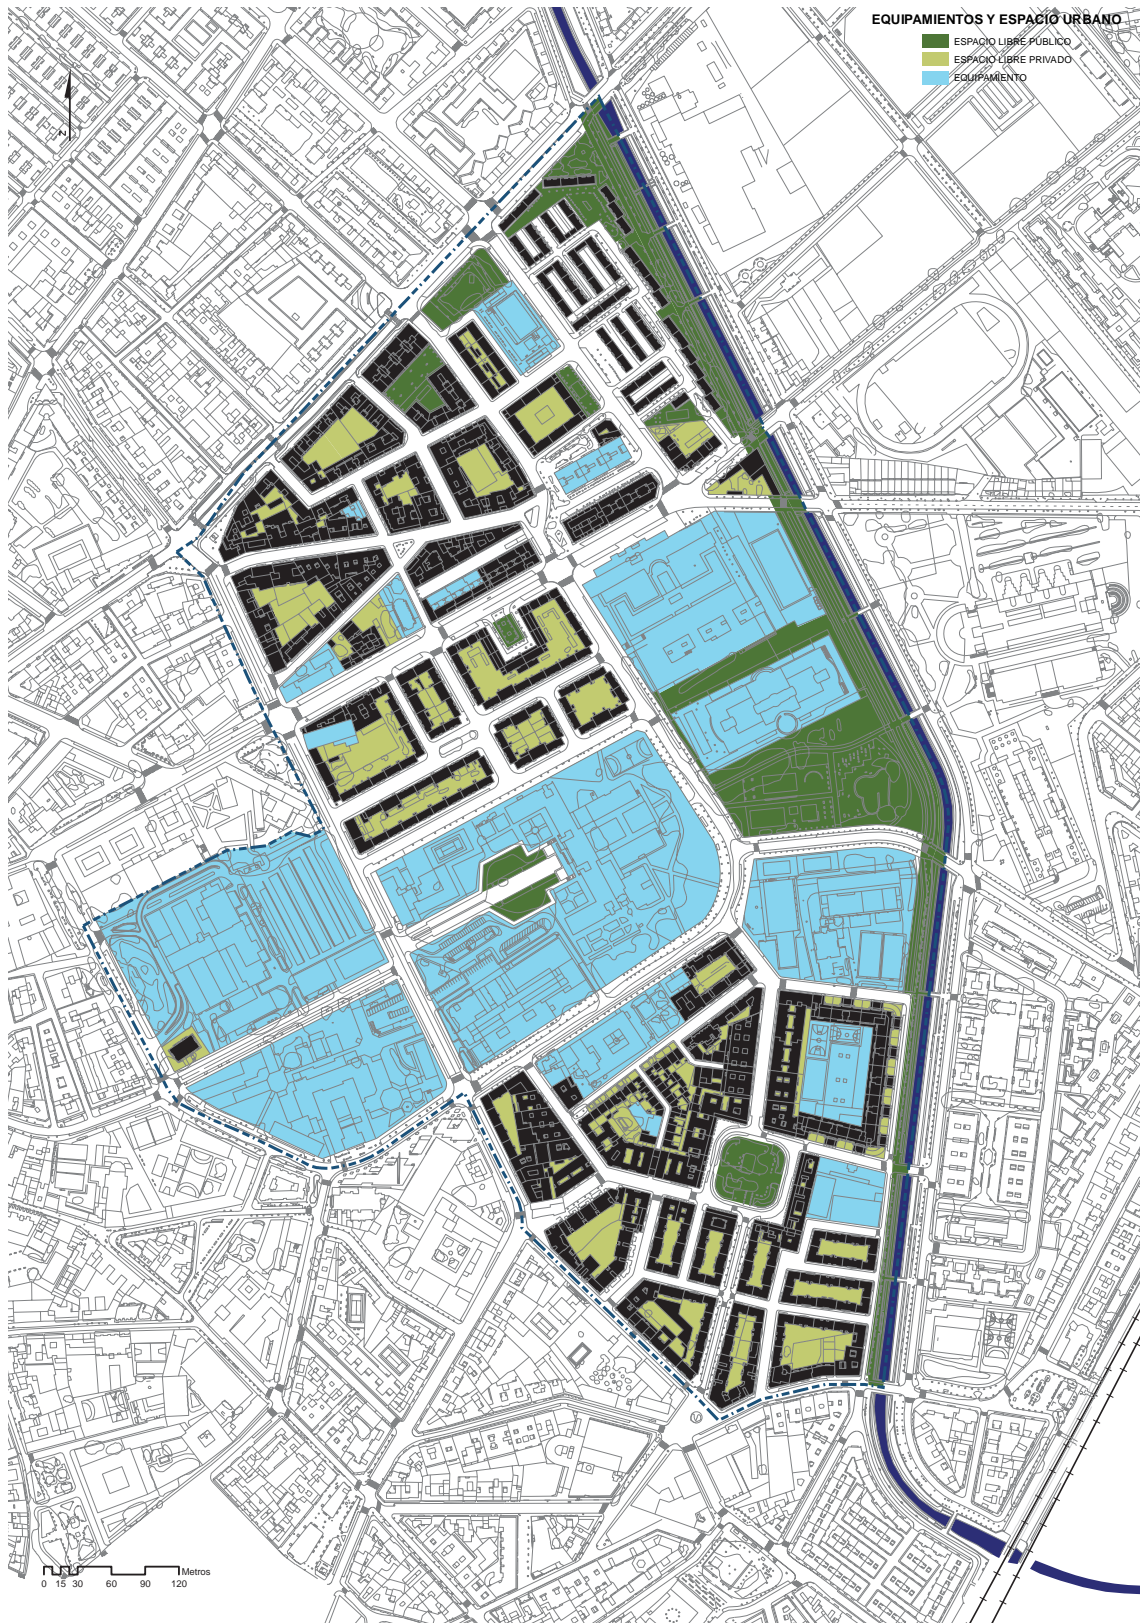 EQUIPAMIENTOS Y ESPACIO URBANO
ESPACIO LIBRE PÚBLICO
ESPACIO LIBRE PRIVADO
EQUIPAMIENTO
N
Metros
0 15 30 60 90 120